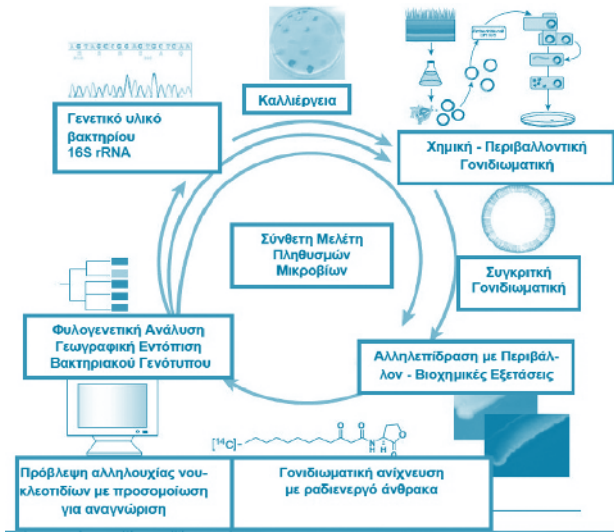 Καλλιέργεια
Γενετικό υλικό
βακτηρίου
16S rRNA
Χημική - Περιβαλλοντική
Γονιδιωματική
Σύνθετη Μελέτη
Πληθυσμών
Μικροβίων
Συγκριτκή
Γονιδιωματική
Φυλογενετική Ανάλυση
Γεωγραφική Εντόπιση
Βακτηριακού Γενότυπου
Αλληλεπίδραση με Περιβάλ-
λον - Βιοχημικές Εξετάσεις
[¹⁴C]-
O O O
N
H H
O
Πρόβλεψη αλληλουχίας νου-
κλεοτιδίων με προσομοίωση
για αναγνώριση
Γονιδιωματική ανίχνευση
με ραδιενεργό άνθρακα